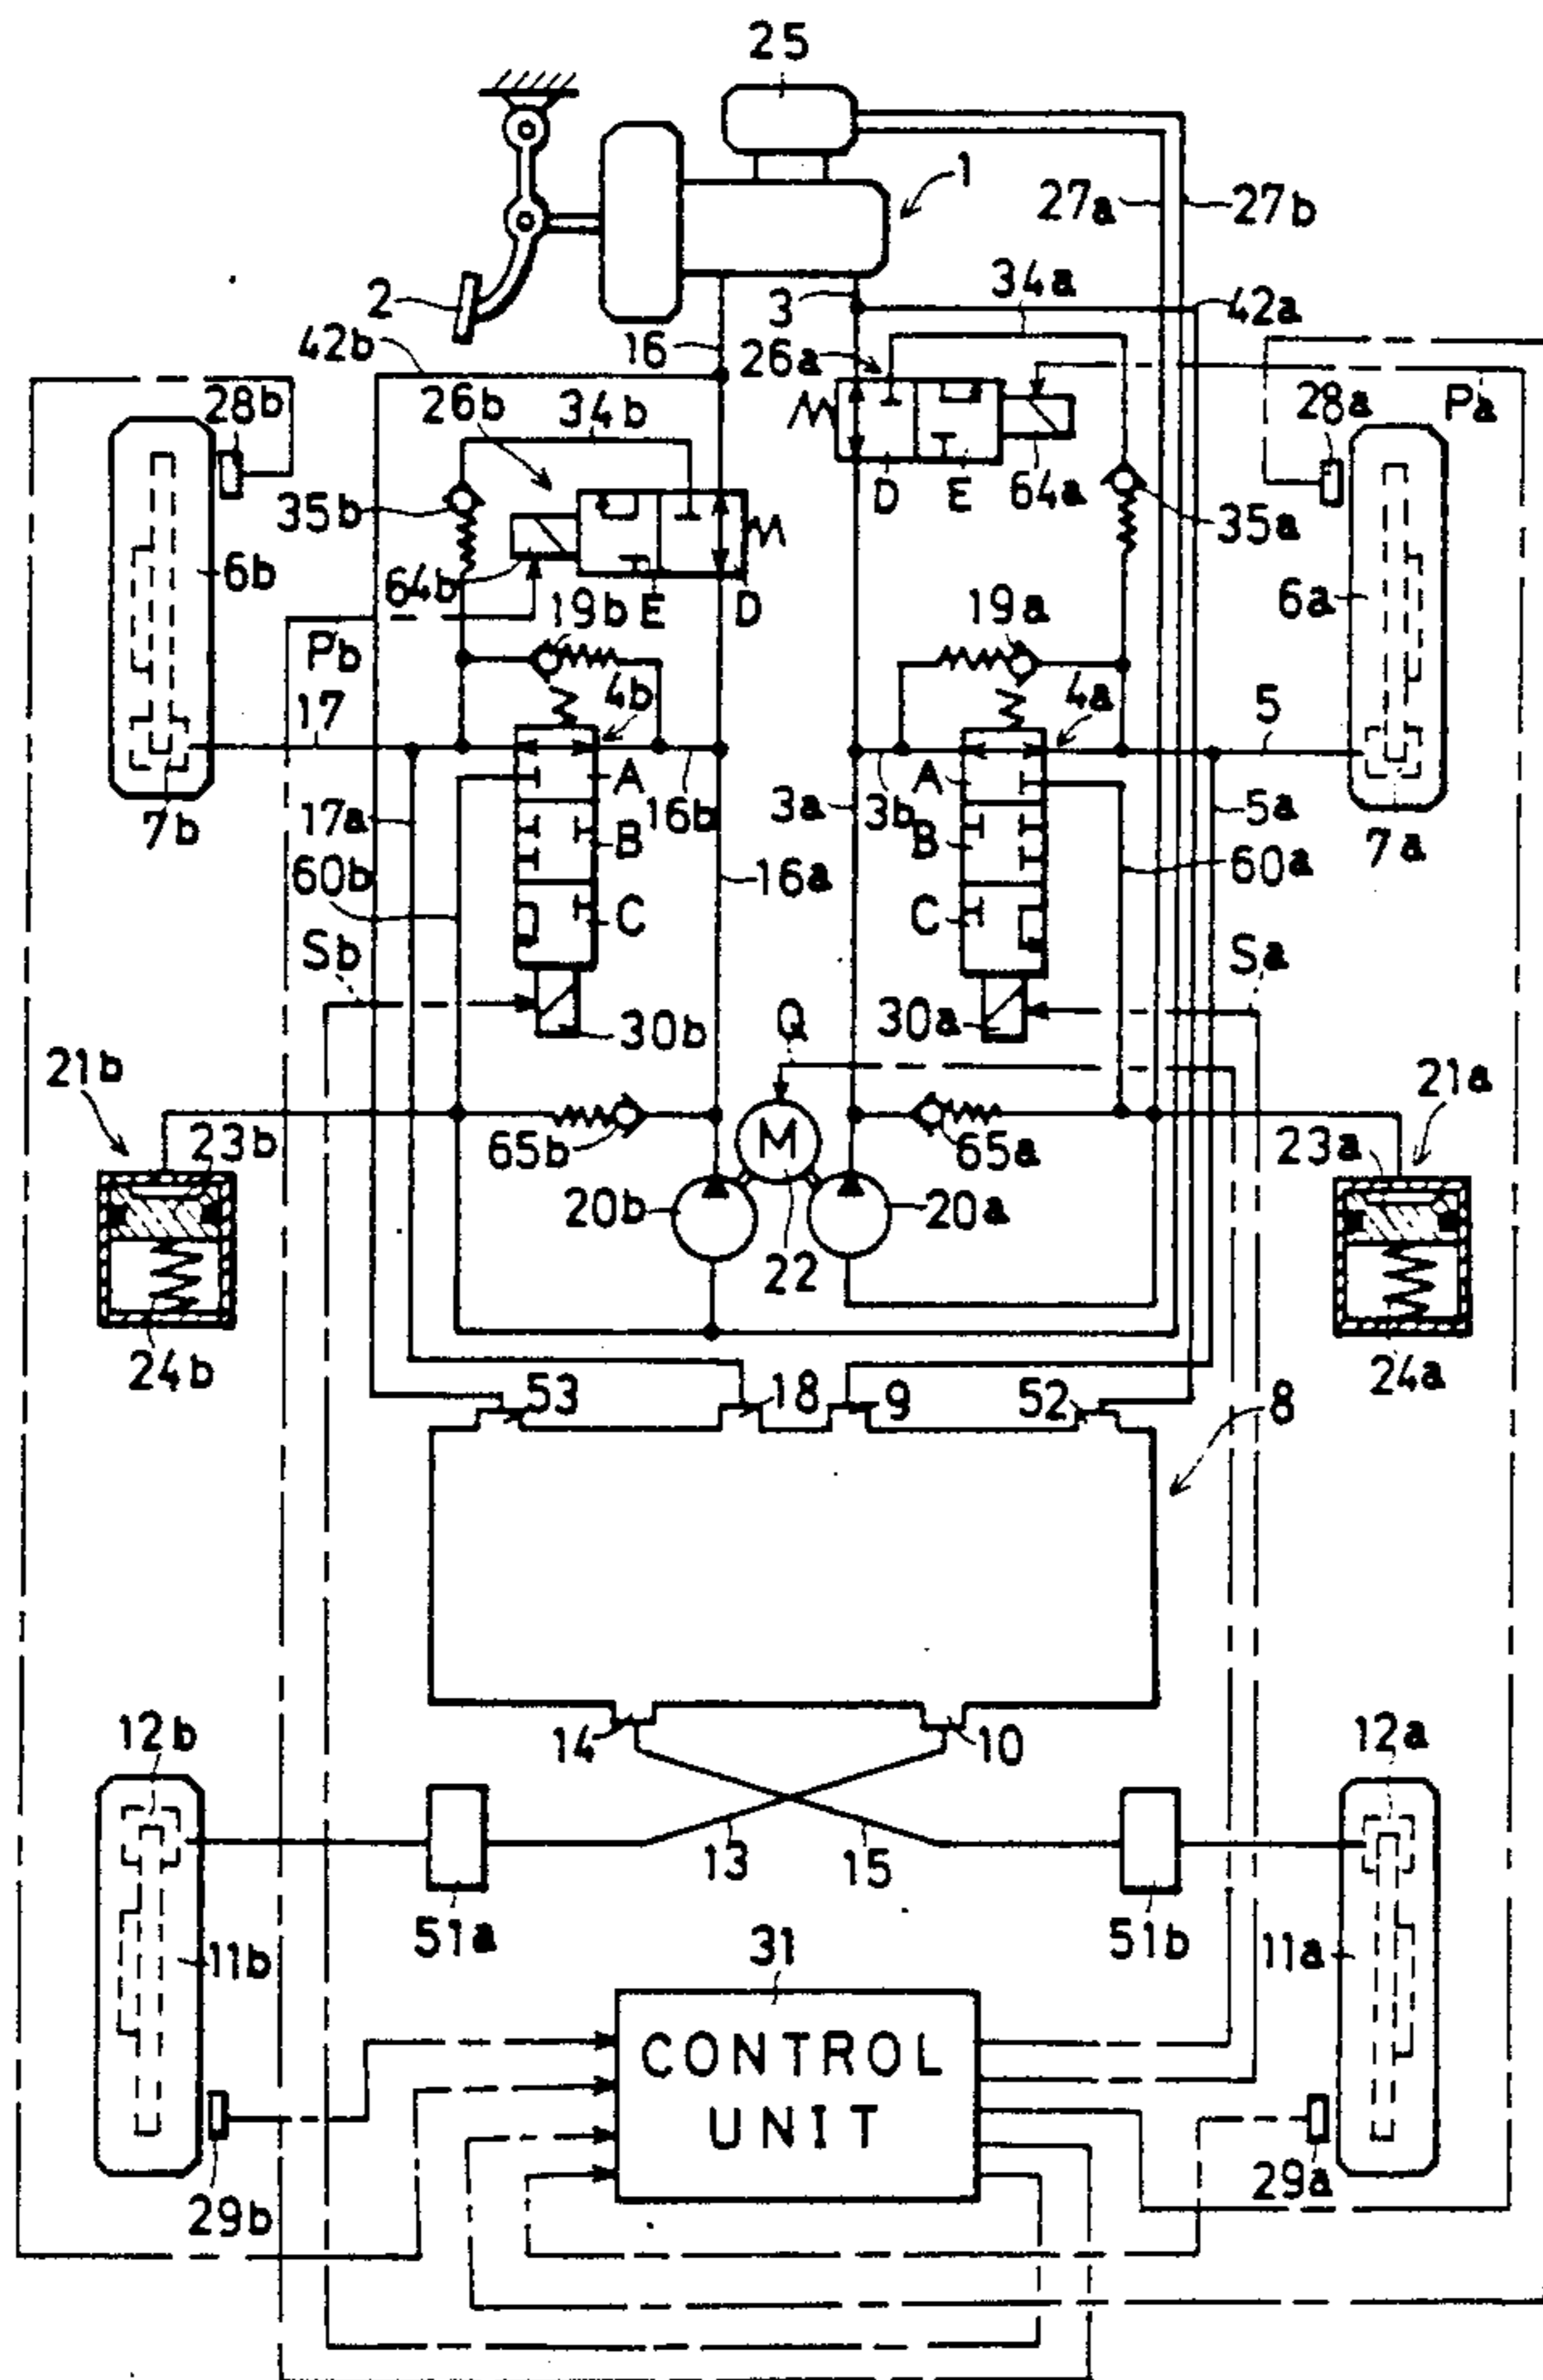 25
1
27a
27b
2
3
34a
42a
42b
16
26a
28b
26b
34b
28a
Pa
D
E
64a
35b
35a
6b
64b
E
D
19b
19a
6a
Pb
17
4b
4a
5
A
16b
3a
3b
A
5a
7b
17a
B
B
7a
60b
16a
60a
C
C
Sb
Sa
30b
Q
30a
21b
21a
23b
65b
M
65a
23a
20b
20a
22
24b
24a
53
18
9
52
8
14
10
12b
12a
13
15
51a
51b
11b
31
11a
CONTROL
UNIT
29b
29a